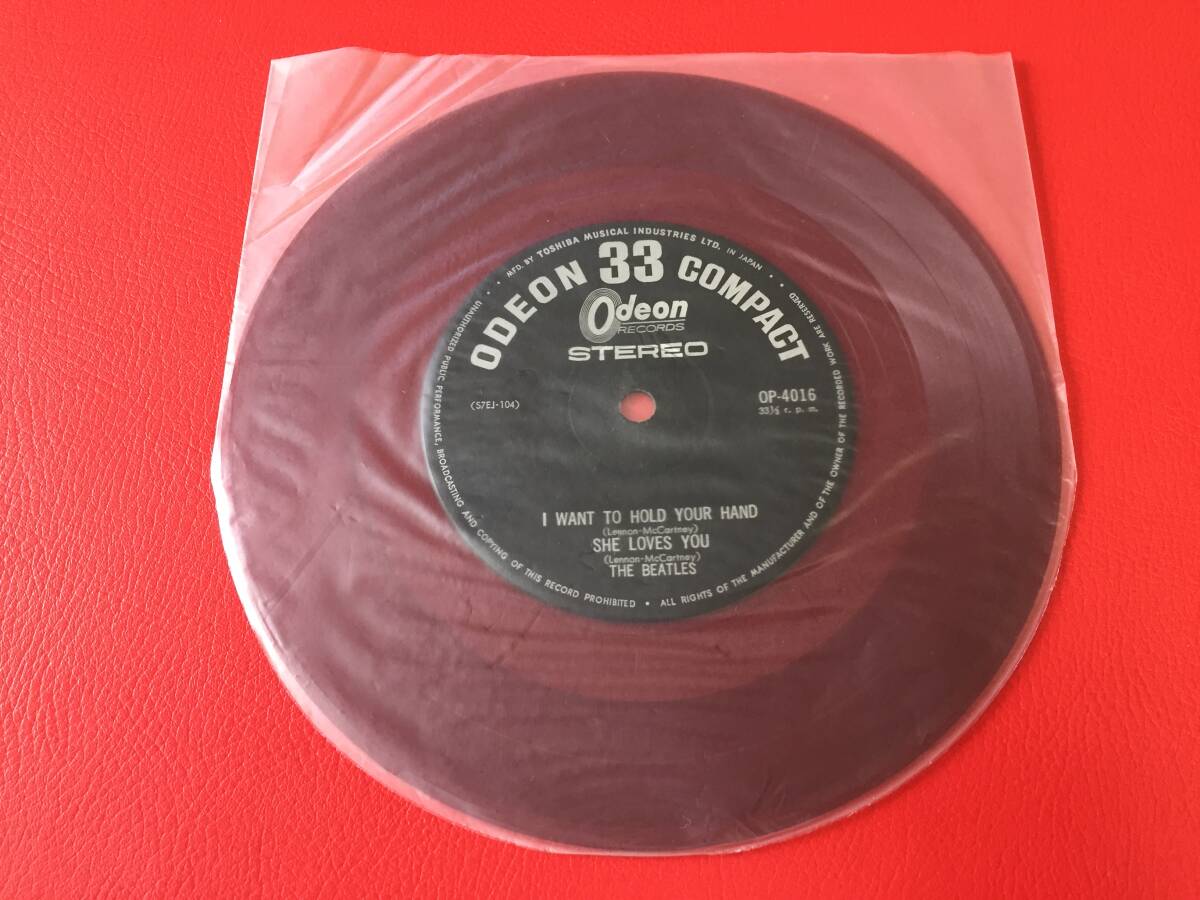 • MFD. BY TOSHIBA MUSICAL INDUSTRIES LTD. IN JAPAN •
ODEON 33 COMPACT
Odeon
RECORDS
STEREO
(S7EJ-104)
OP-4016
33⅓ r. p. m.
I WANT TO HOLD YOUR HAND
(Lennon-McCartney)
SHE LOVES YOU
(Lennon-McCartney)
THE BEATLES
UNAUTHORIZED PUBLIC PERFORMANCE, BROADCASTING AND COPYING OF THIS RECORD PROHIBITED • ALL RIGHTS OF THE MANUFACTURER AND OF THE OWNER OF THE RECORDED WORK ARE RESERVED